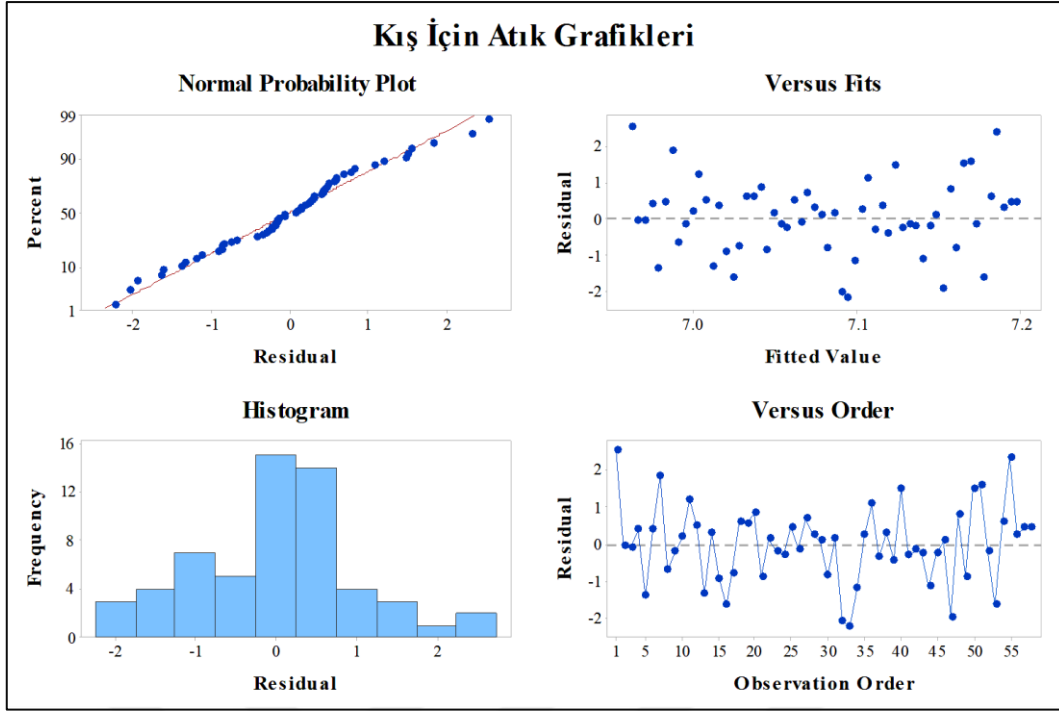 Kış İçin Atık Grafikleri
Normal Probability Plot
Percent
99
90
50
10
1
-2 -1 0 1 2
Residual
Versus Fits
Residual
2
1
0
-1
-2
7.0 7.1 7.2
Fitted Value
Histogram
Frequency
16
12
8
4
0
-2 -1 0 1 2
Residual
Versus Order
Residual
2
1
0
-1
-2
1 5 10 15 20 25 30 35 40 45 50 55
Observation Order